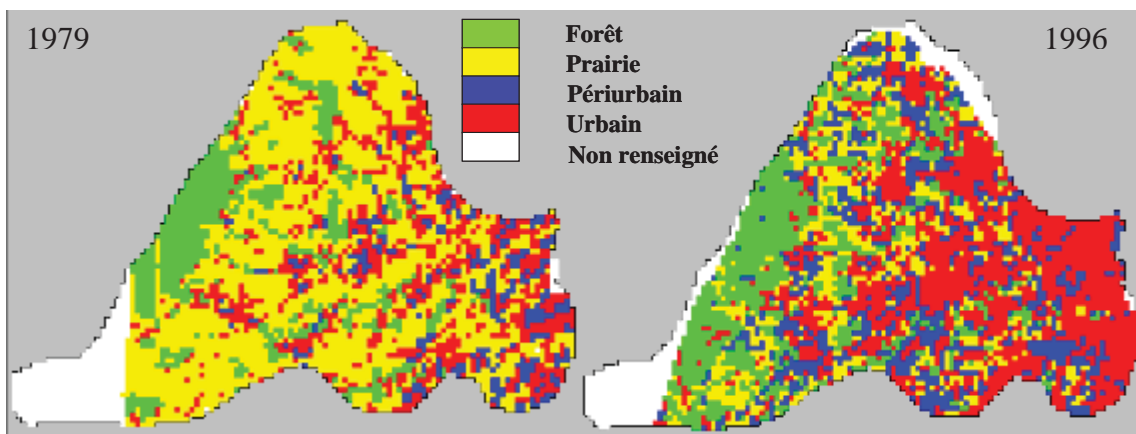 1979
Forêt
Prairie
Périurbain
Urbain
Non renseigné
1996